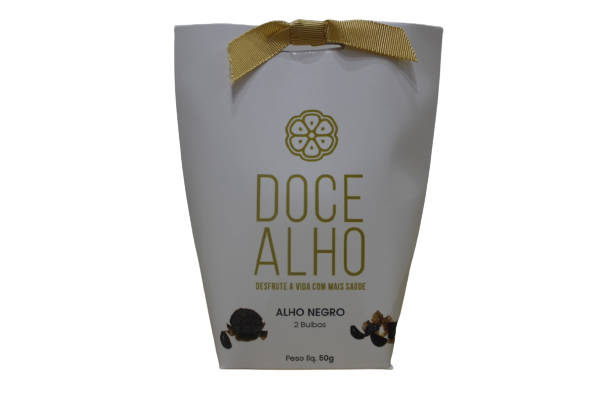 DOCE
ALHO
DESFRUTE A VIDA COM MAIS SAÚDE
ALHO NEGRO
2 Bulbos
Peso líq. 50g